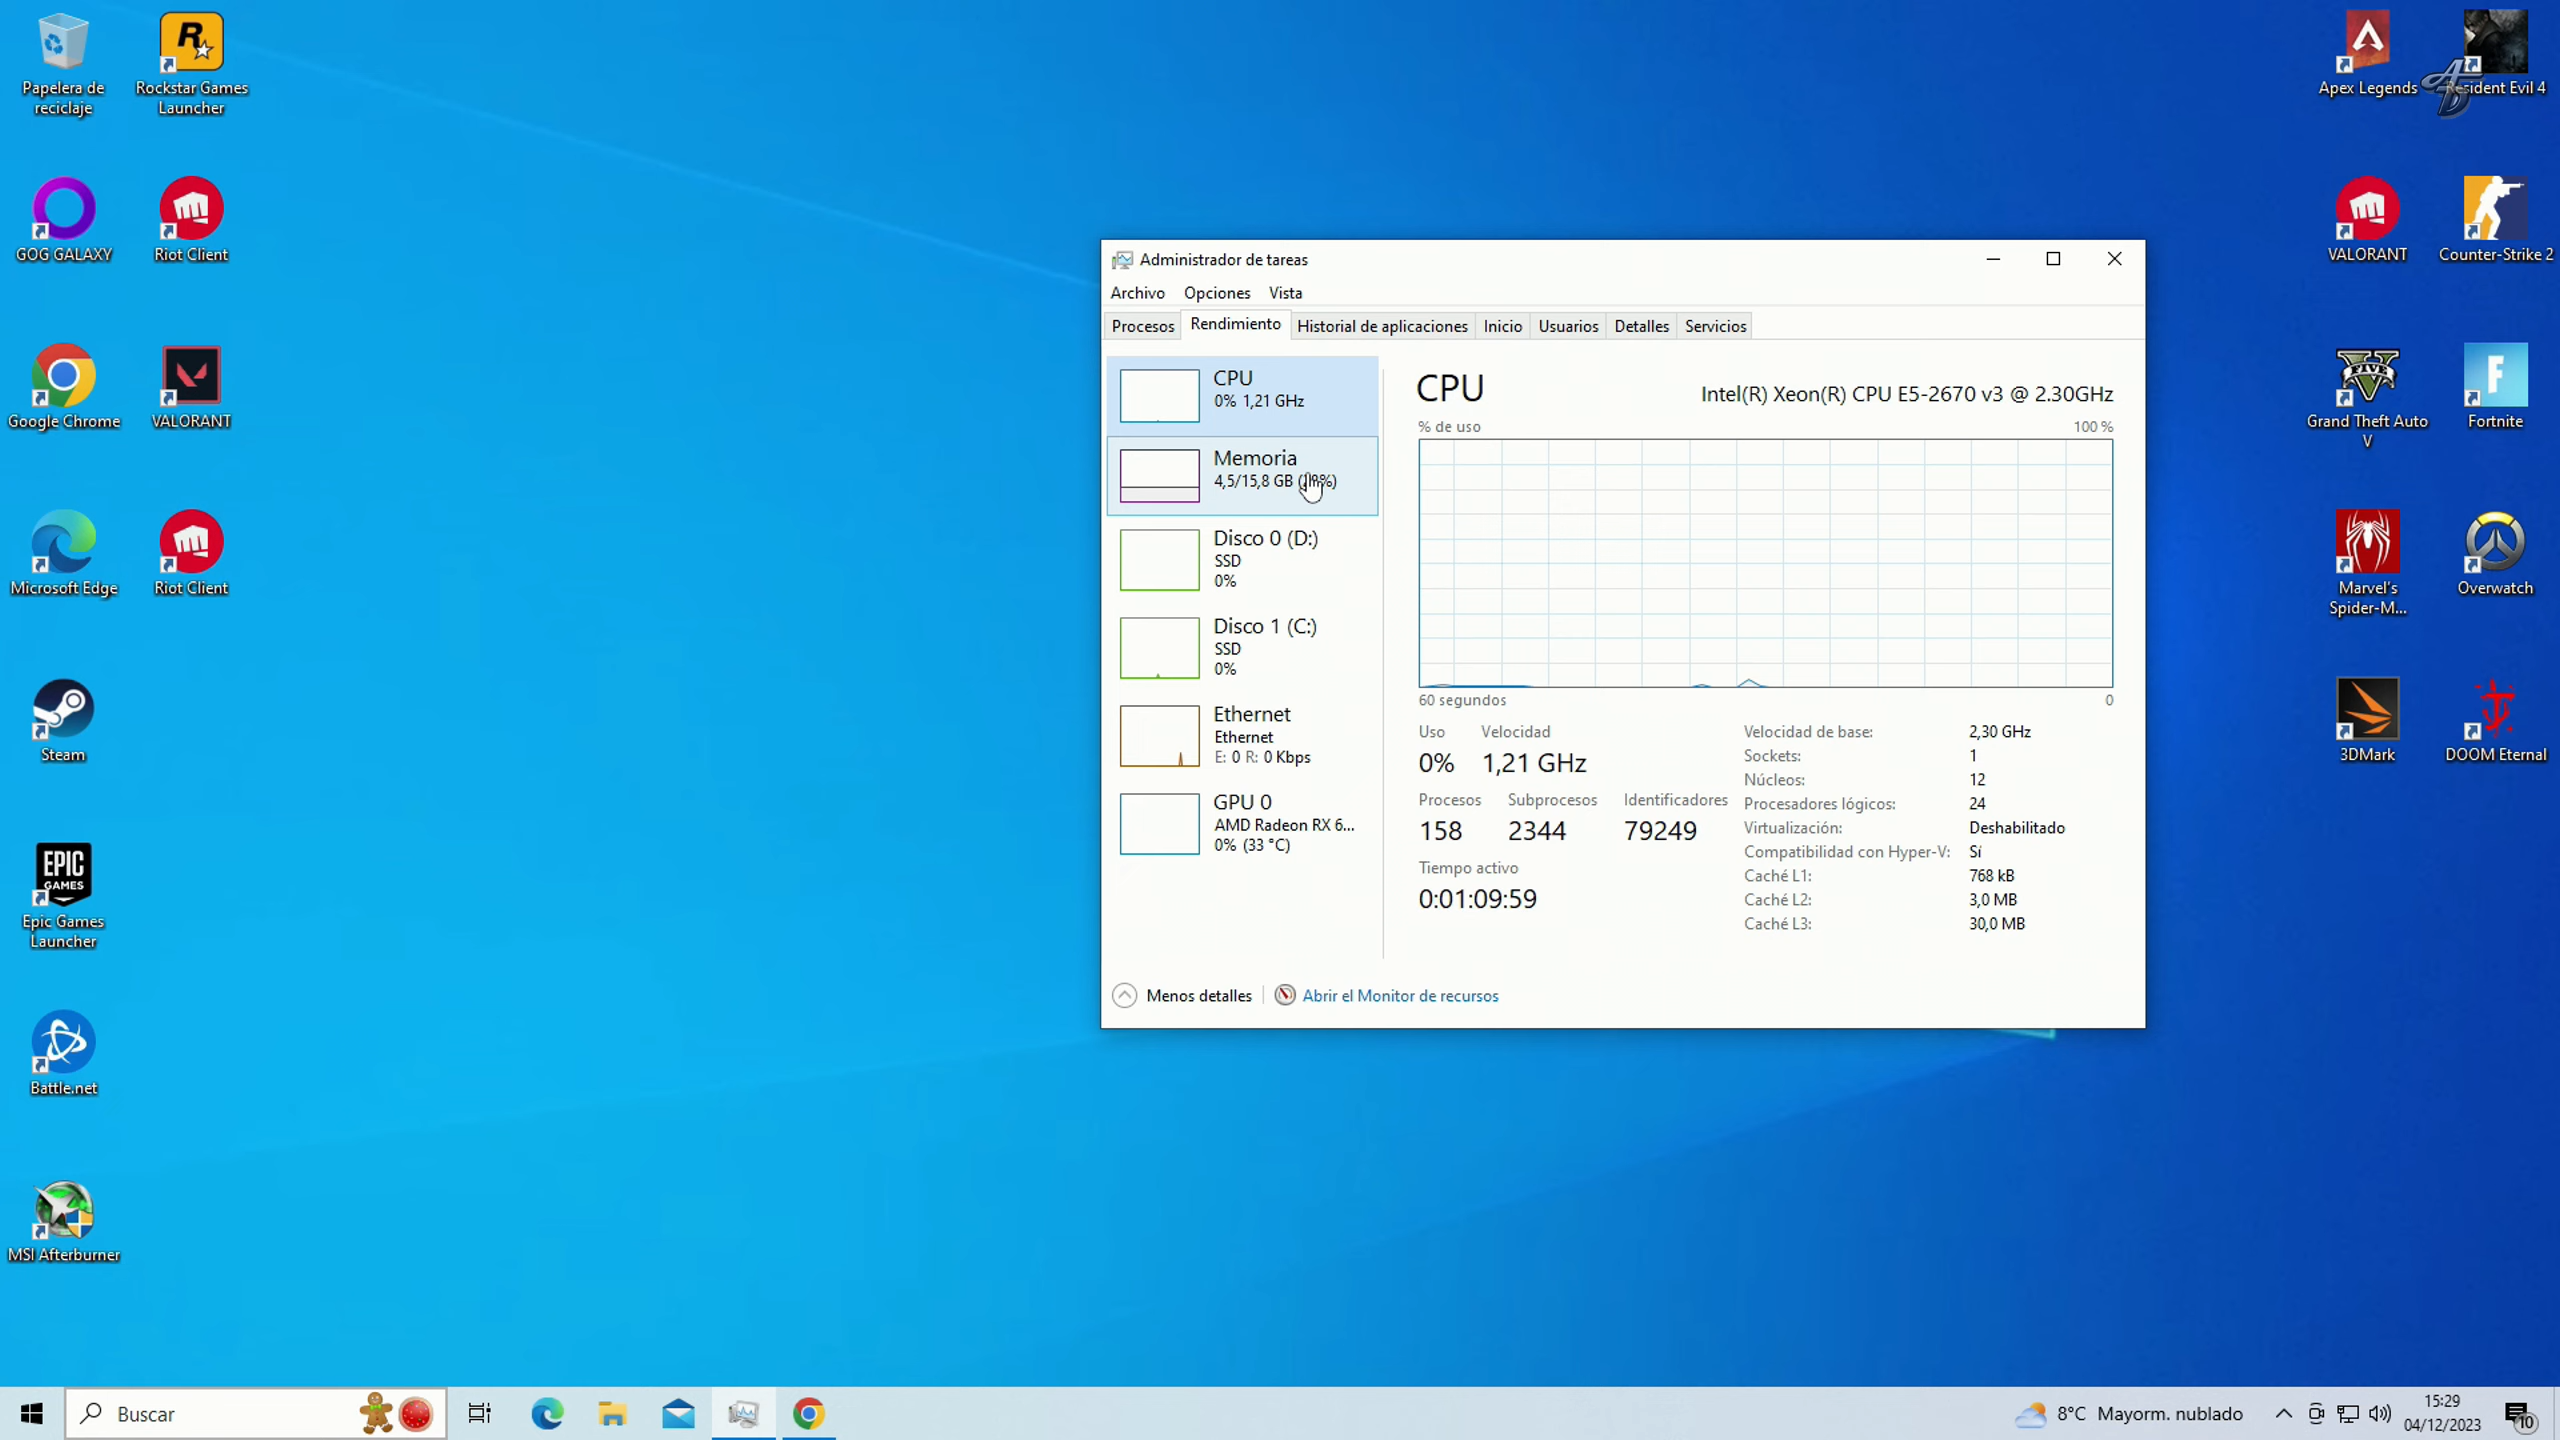 Papelera de
reciclaje
Rockstar Games
Launcher
GOG GALAXY
Riot Client
Google Chrome
VALORANT
Microsoft Edge
Riot Client
Steam
EPIC
GAMES
Epic Games
Launcher
Battle.net
MSI Afterburner
Apex Legends
Resident Evil 4
VALORANT
Counter-Strike 2
Grand Theft Auto
V
Fortnite
Marvel's
Spider-M...
Overwatch
3DMark
DOOM Eternal
Administrador de tareas
Archivo Opciones Vista
Procesos Rendimiento Historial de aplicaciones Inicio Usuarios Detalles Servicios
CPU
0% 1,21 GHz
Memoria
4,5/15,8 GB
Disco 0 (D:)
SSD
0%
Disco 1 (C:)
SSD
0%
Ethernet
Ethernet
E: 0 R: 0 Kbps
GPU 0
AMD Radeon RX 6...
0% (33 °C)
CPU Intel(R) Xeon(R) CPU E5-2670 v3 @ 2.30GHz
% de uso 100 %
60 segundos 0
Uso Velocidad
0% 1,21 GHz
Procesos Subprocesos Identificadores
158 2344 79249
Tiempo activo
0:01:09:59
Velocidad de base: 2,30 GHz
Sockets: 1
Núcleos: 12
Procesadores lógicos: 24
Virtualización: Deshabilitado
Compatibilidad con Hyper-V: Sí
Caché L1: 768 kB
Caché L2: 3,0 MB
Caché L3: 30,0 MB
Menos detalles Abrir el Monitor de recursos
Buscar
8°C Mayorm. nublado
15:29
04/12/2023
10